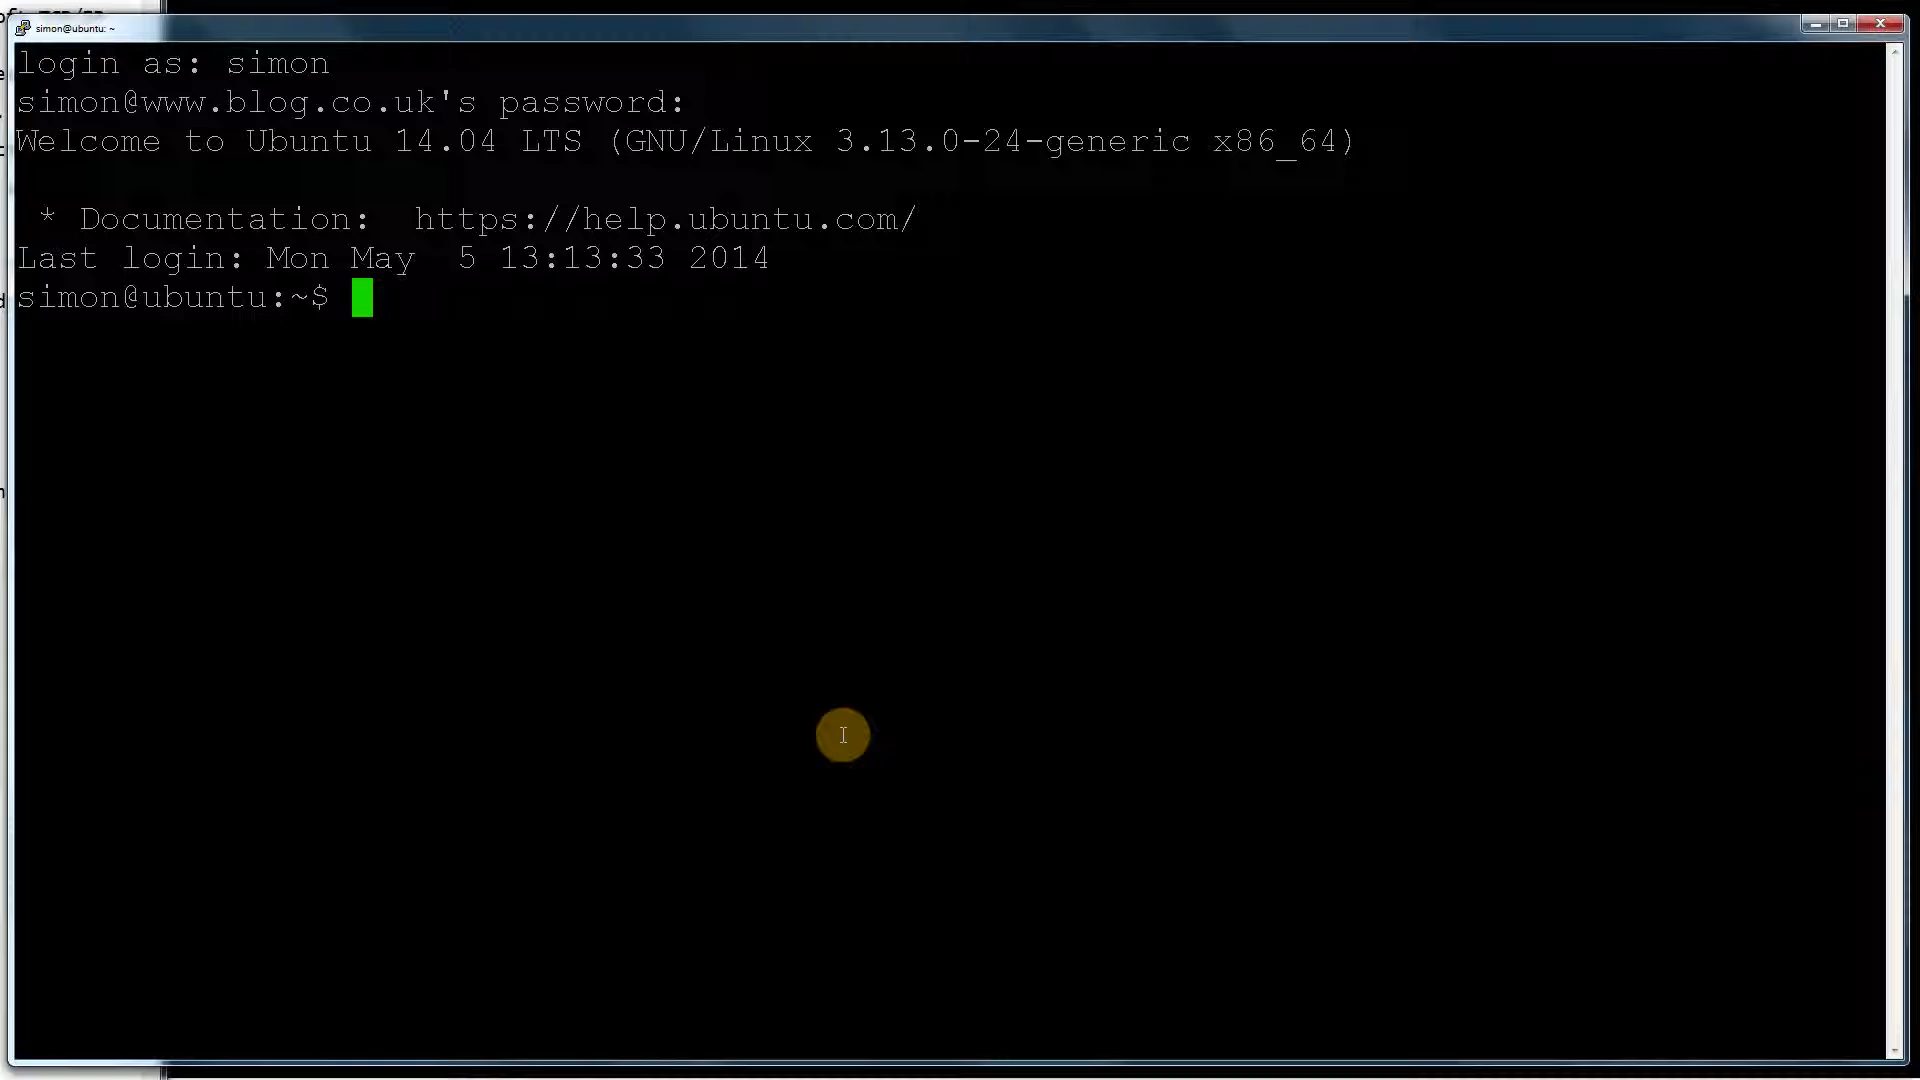 simon@ubuntu: ~
login as: simon
simon@www.blog.co.uk's password:
Welcome to Ubuntu 14.04 LTS (GNU/Linux 3.13.0-24-generic x86_64)
 * Documentation:  https://help.ubuntu.com/
Last login: Mon May  5 13:13:33 2014
simon@ubuntu:~$